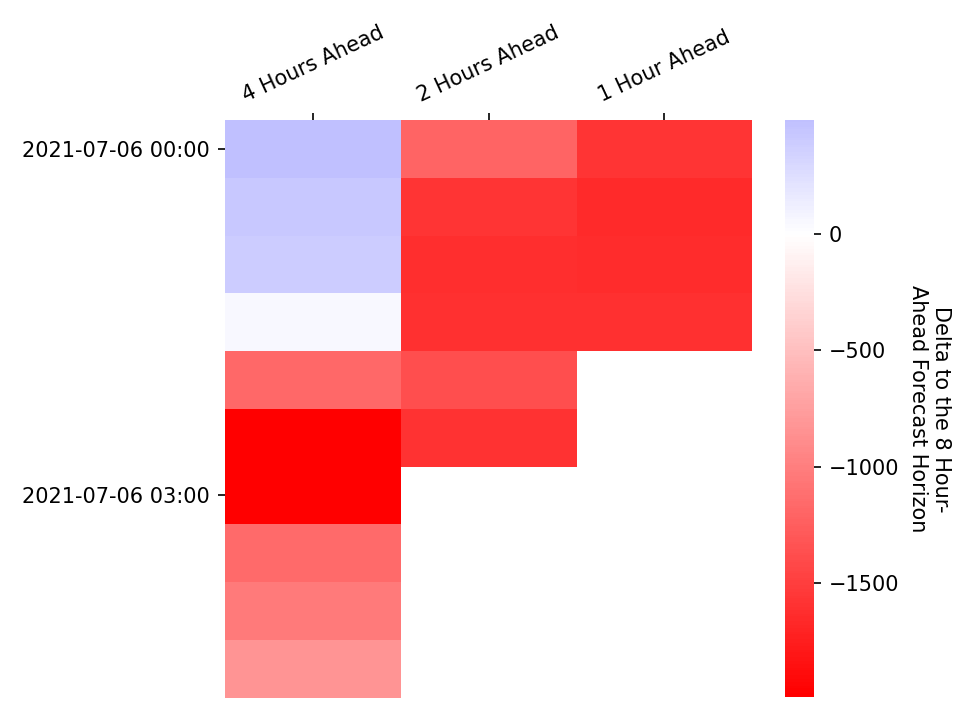 4 Hours Ahead
2 Hours Ahead
1 Hour Ahead
2021-07-06 00:00
2021-07-06 03:00
0
−500
−1000
−1500
Delta to the 8 Hour-
Ahead Forecast Horizon